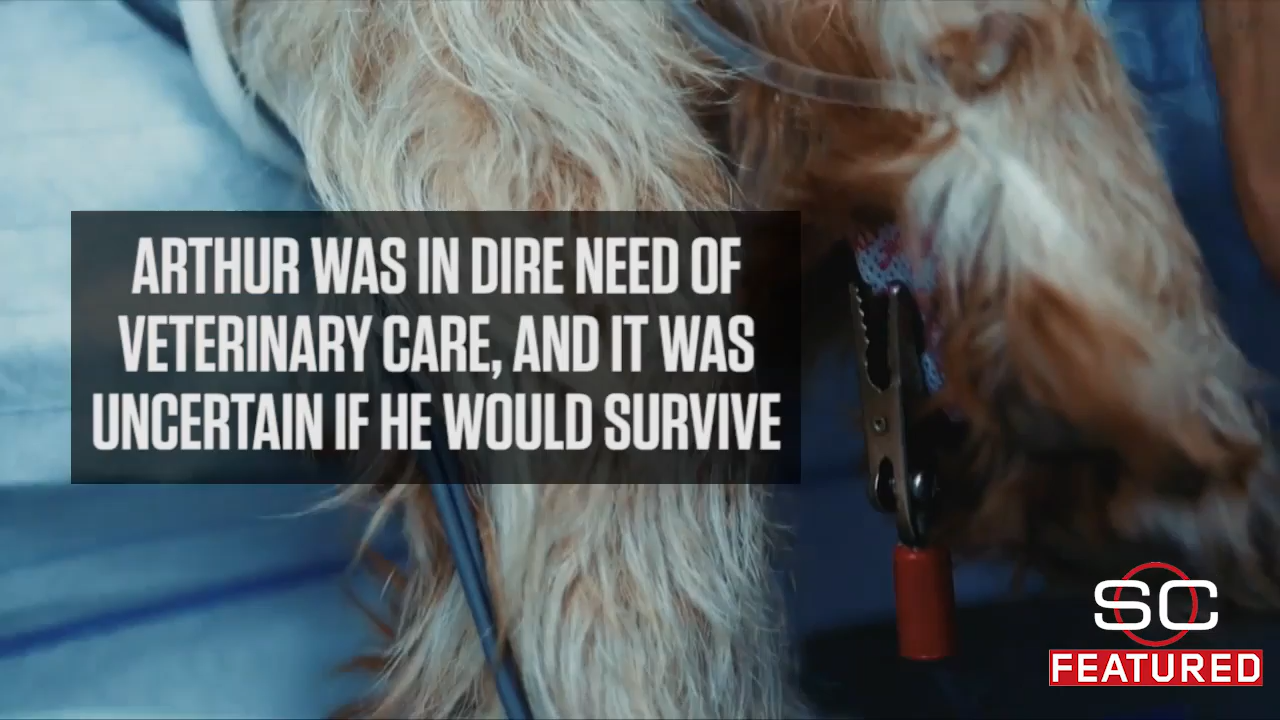 ARTHUR WAS IN DIRE NEED OF
VETERINARY CARE, AND IT WAS
UNCERTAIN IF HE WOULD SURVIVE
SC
FEATURED